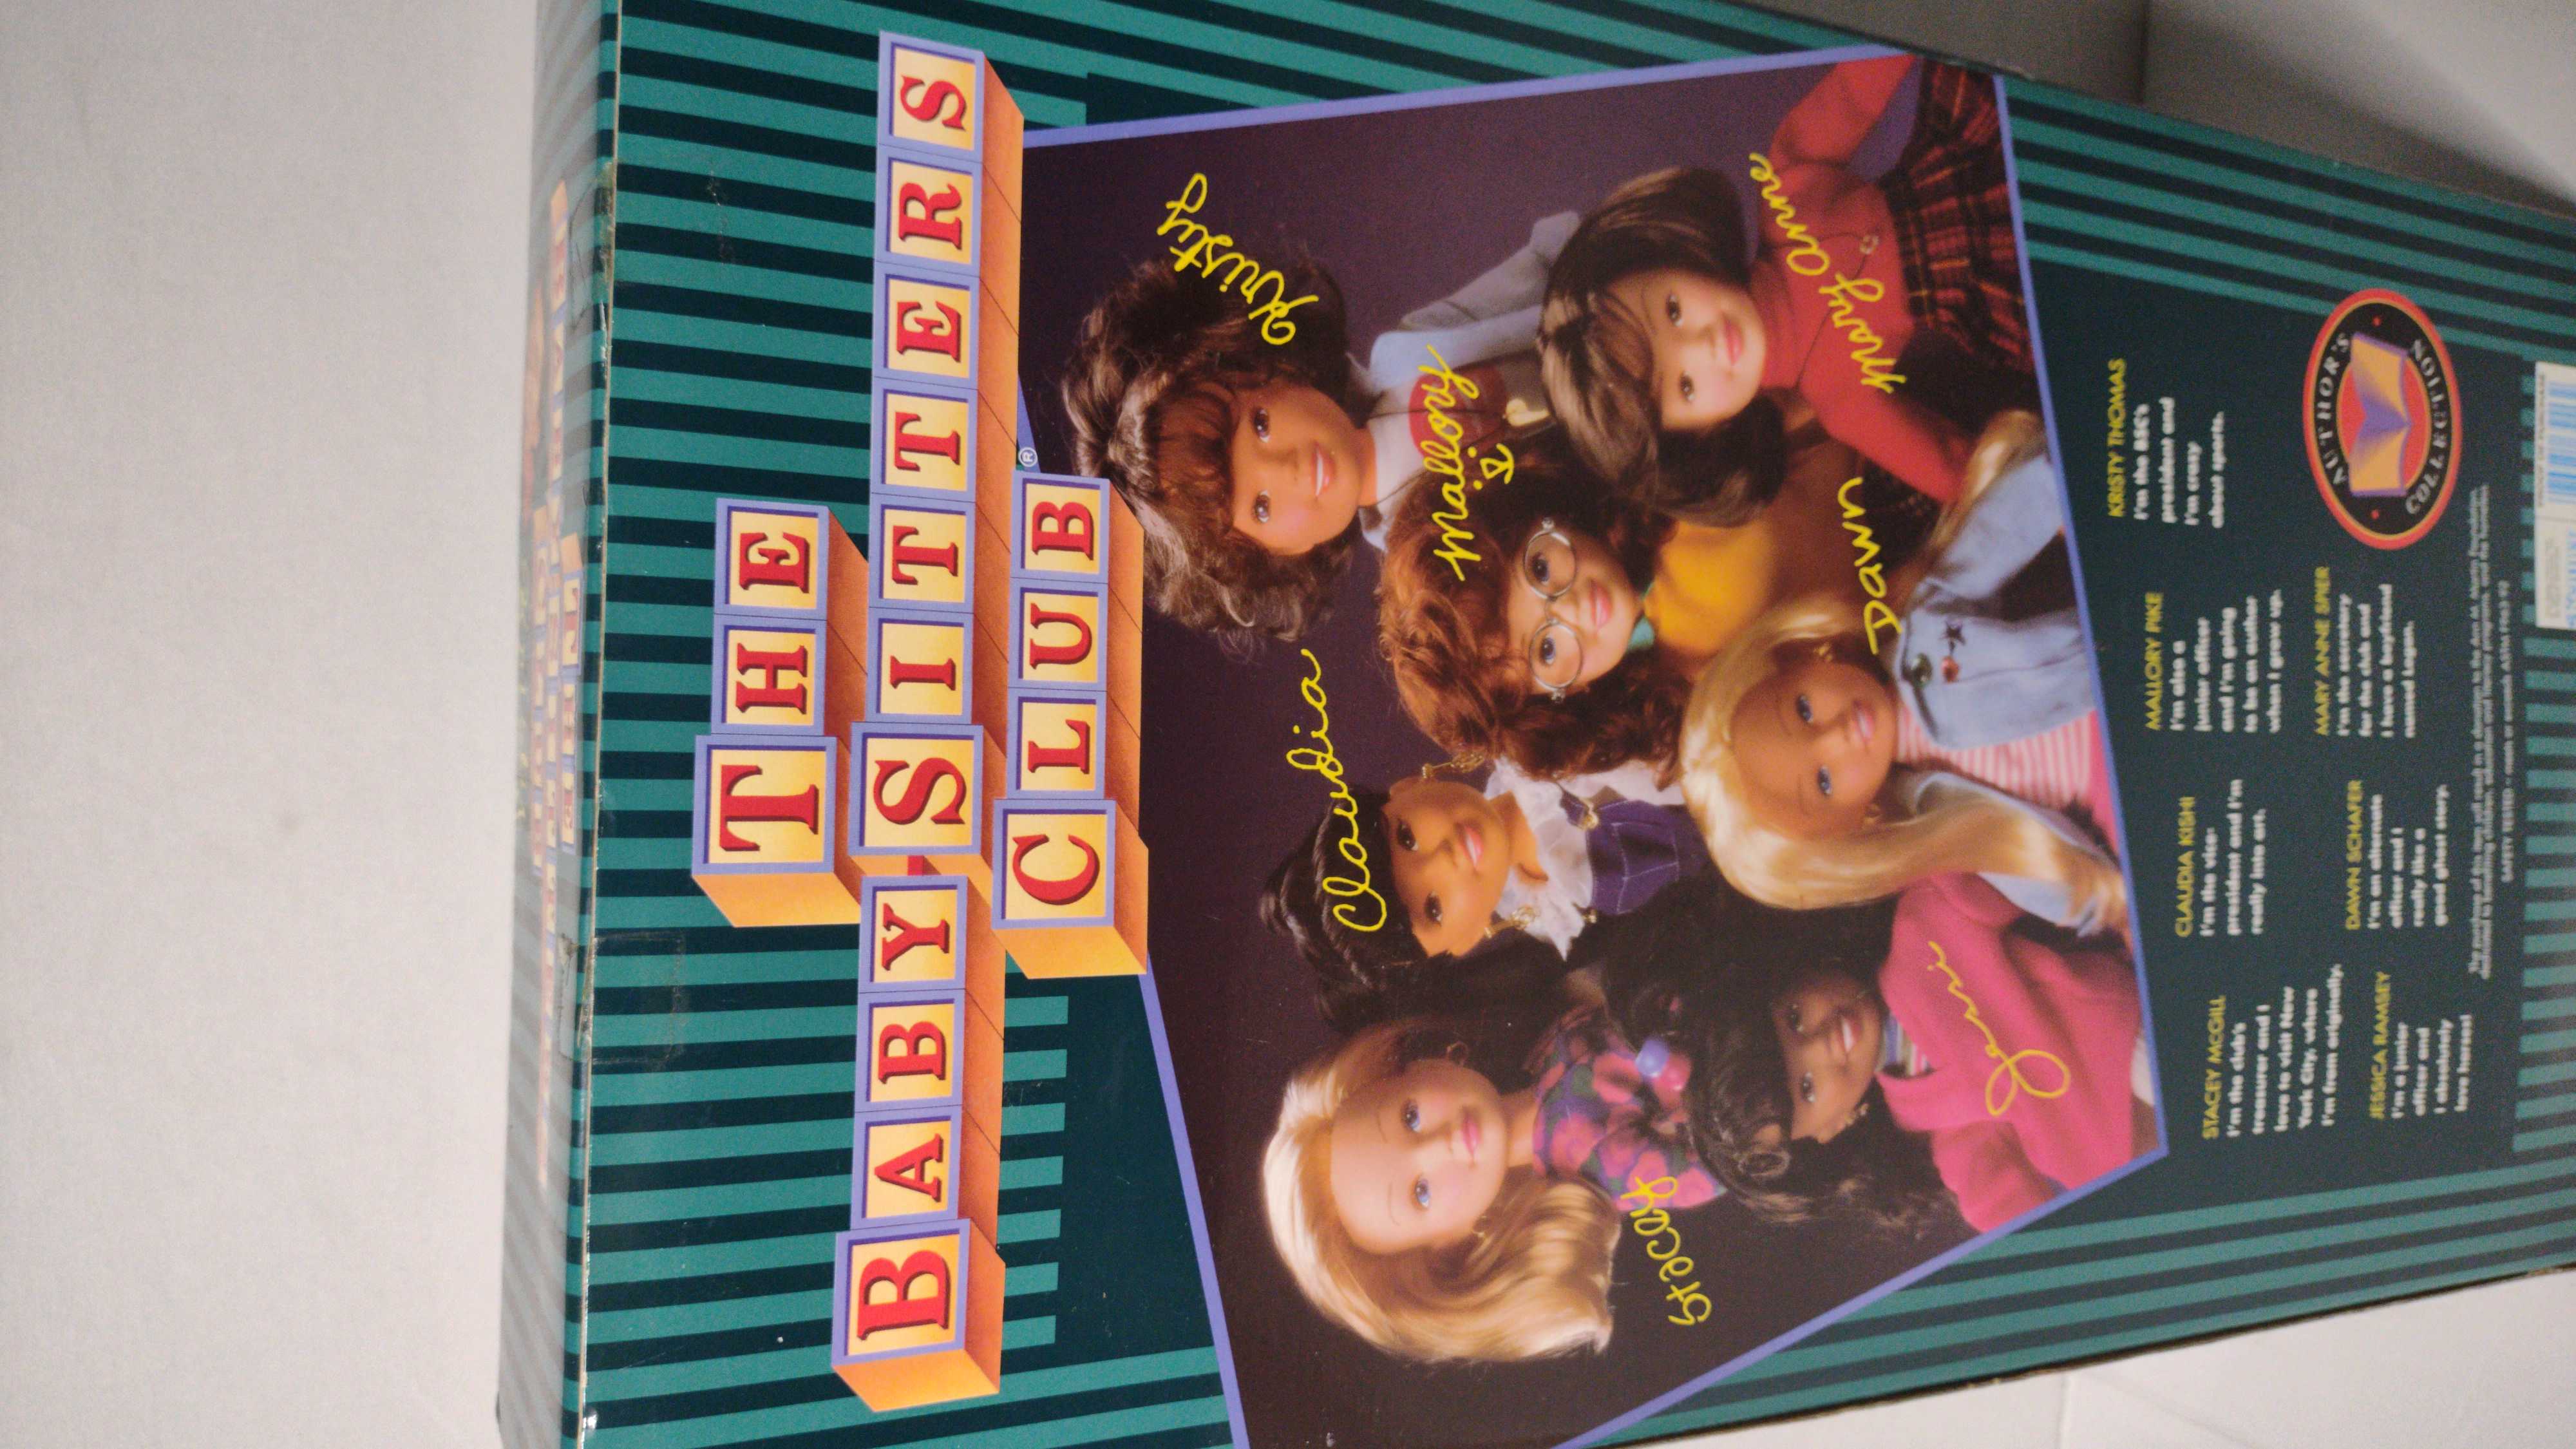 THE
BABY-SITTERS
CLUB®
Kristy
Claudia
Mallory
Mary Anne
Stacey
Dawn
Jessi
STACEY MCGILL
I'm the club's
treasurer and I
love to visit New
York City, where
I'm from originally.
CLAUDIA KISHI
I'm the vice-
president and I'm
really into art.
MALLORY PIKE
I'm also a
junior officer
and I'm going
to be an author
when I grow up.
KRISTY THOMAS
I'm the BSC's
president and
I'm crazy
about sports.
JESSICA RAMSEY
I'm a junior
officer and
I absolutely
love horses!
DAWN SCHAFER
I'm an alternate
officer and I
really like a
good ghost story.
MARY ANNE SPIER
I'm the secretary
for the club and
I have a boyfriend
named Logan.
AUTHOR'S
COLLECTION